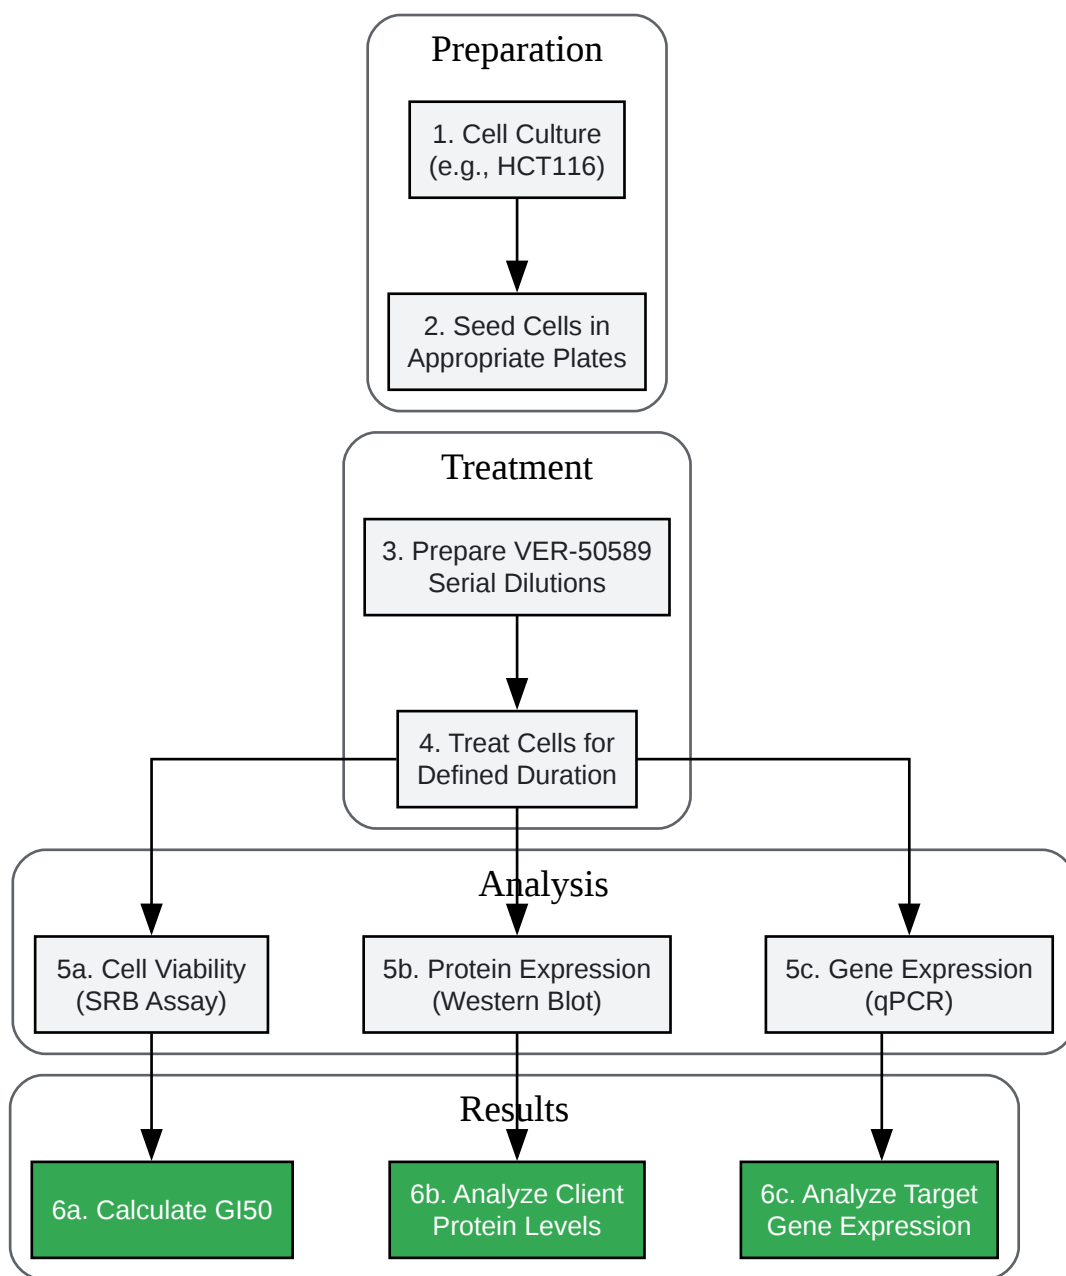 Preparation
1. Cell Culture
(e.g., HCT116)
2. Seed Cells in
Appropriate Plates
Treatment
3. Prepare VER-50589
Serial Dilutions
4. Treat Cells for
Defined Duration
Analysis
5a. Cell Viability
(SRB Assay)
5b. Protein Expression
(Western Blot)
5c. Gene Expression
(qPCR)
Results
6a. Calculate GI50
6b. Analyze Client
Protein Levels
6c. Analyze Target
Gene Expression